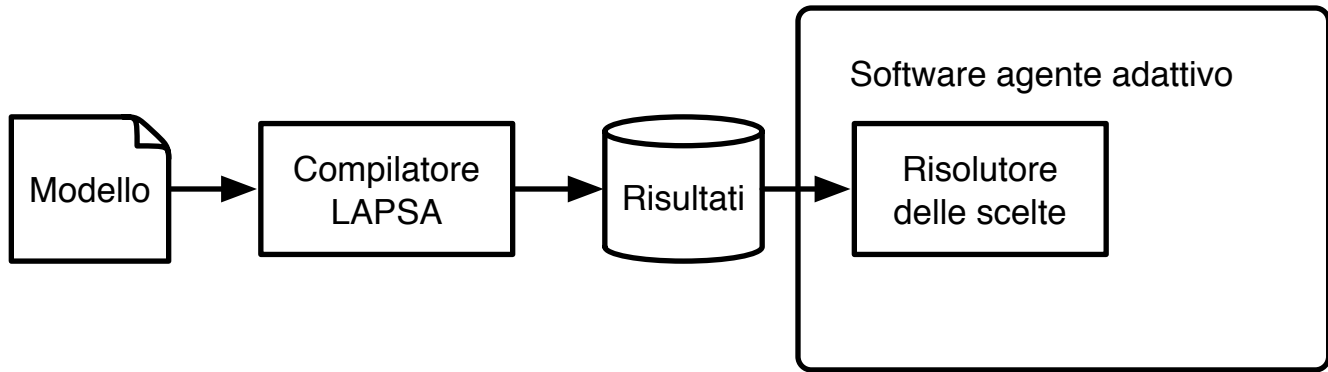 Software agente adattivo
Modello
Compilatore
LAPSA
Risultati
Risolutore
delle scelte